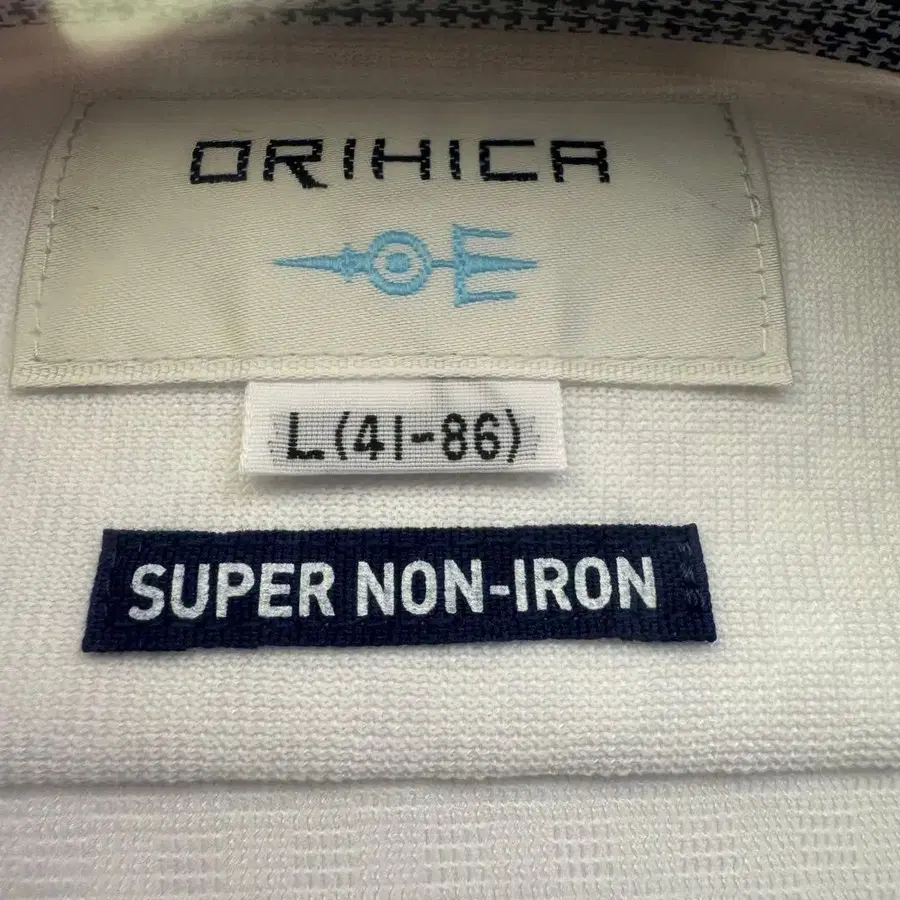 ORIHICA
L(41-86)
SUPER NON-IRON